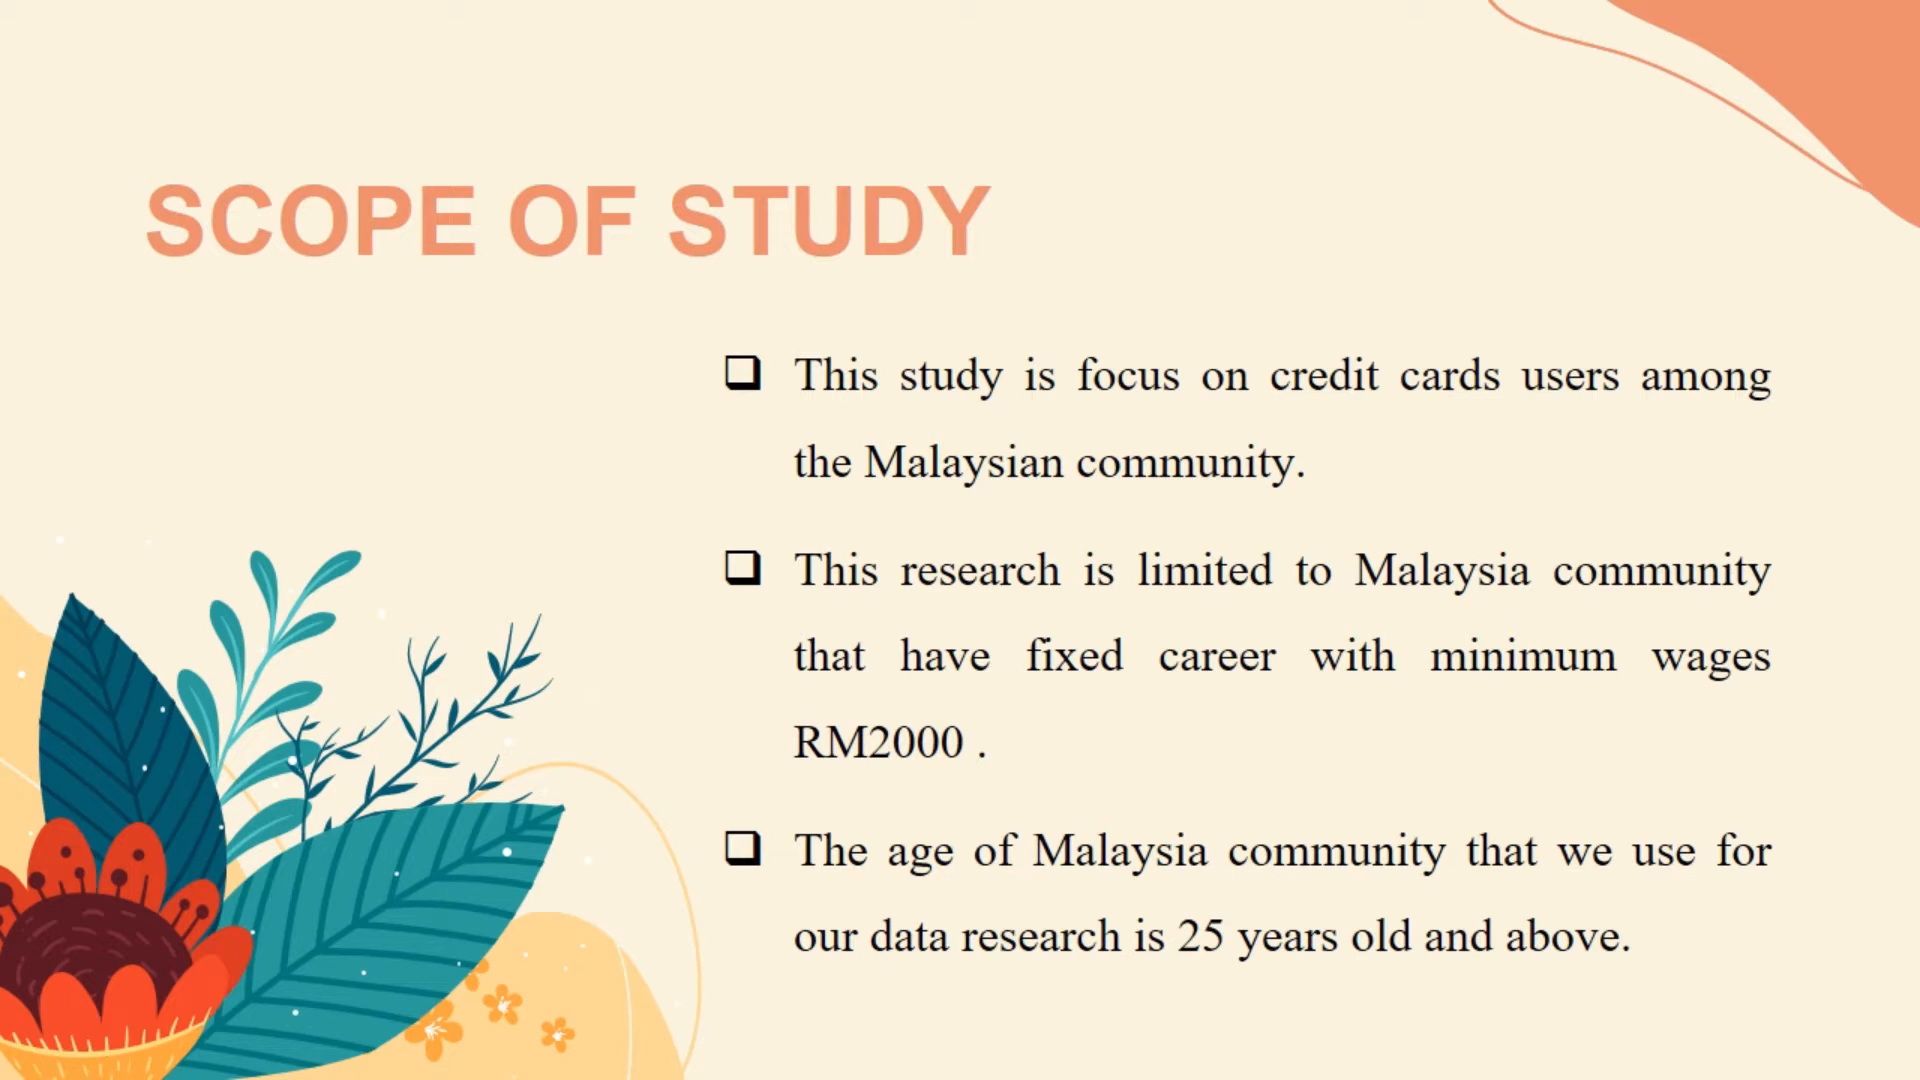 SCOPE OF STUDY
❑ This study is focus on credit cards users among
the Malaysian community.
❑ This research is limited to Malaysia community
that have fixed career with minimum wages
RM2000 .
❑ The age of Malaysia community that we use for
our data research is 25 years old and above.